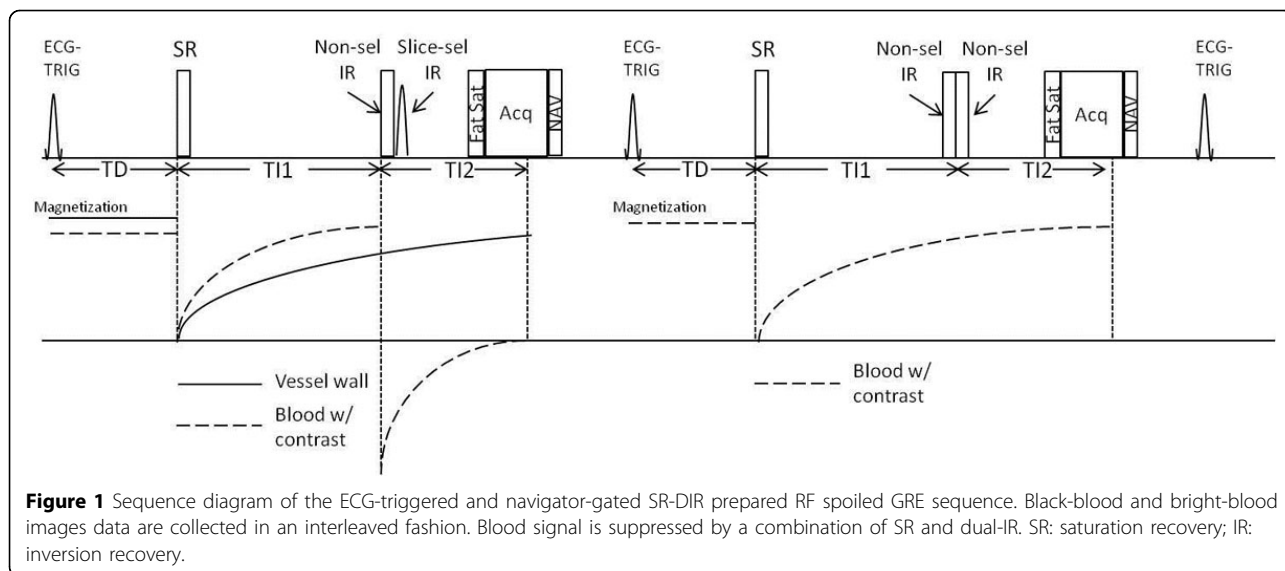 ECG-
TRIG
SR
Non-sel
IR
Slice-sel
IR
Fat Sat
Acq
NAV
ECG-
TRIG
SR
Non-sel
IR
Non-sel
IR
Fat Sat
Acq
NAV
ECG-
TRIG
TD
TI1
TI2
TD
TI1
TI2
Magnetization
Magnetization
Vessel wall
Blood w/
contrast
Blood w/
contrast
Figure 1 Sequence diagram of the ECG-triggered and navigator-gated SR-DIR prepared RF spoiled GRE sequence. Black-blood and bright-blood
images data are collected in an interleaved fashion. Blood signal is suppressed by a combination of SR and dual-IR. SR: saturation recovery; IR:
inversion recovery.